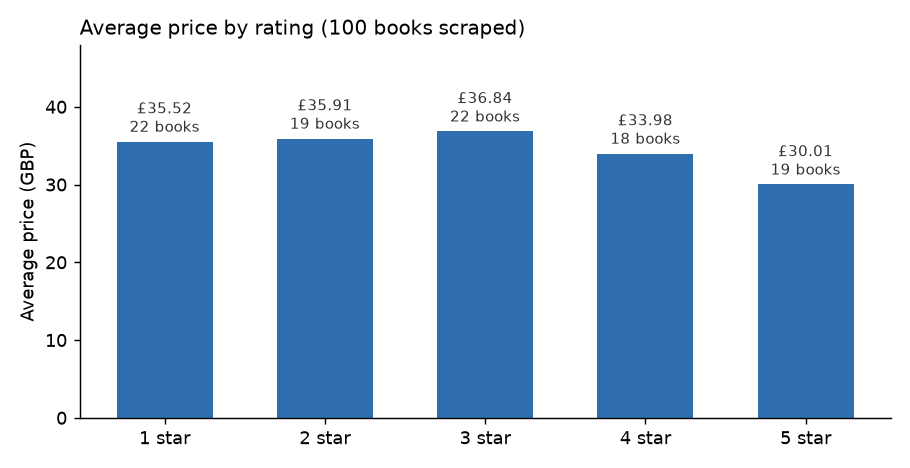 Average price by rating (100 books scraped)
Average price (GBP)
40
30
20
10
0
£35.52
22 books
£35.91
19 books
£36.84
22 books
£33.98
18 books
£30.01
19 books
1 star
2 star
3 star
4 star
5 star